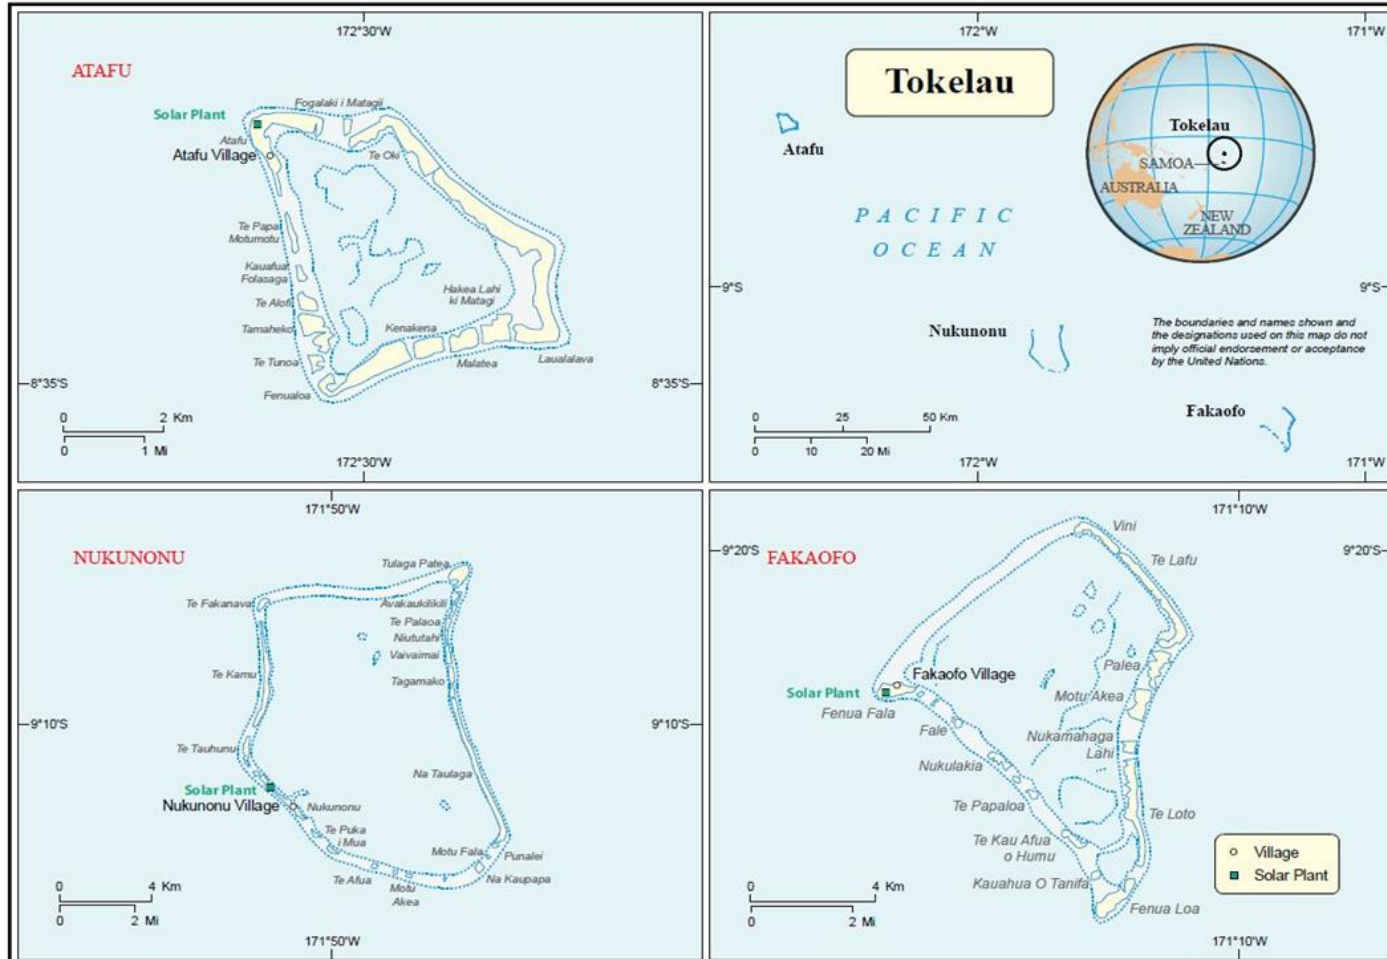 172°30'W
ATAFU
Solar Plant
Fogalaki i Matagii
Atafu
Atafu Village
Te Oki
Te Papa
Motumotu
Kauafua
Folasaga
Te Alofi
Tamaheko
Te Tunoa
Fenualoa
Hakea Lahi
ki Matagi
Kenakena
Malatea
Laualalava
8°35'S
8°35'S
0 2 Km
0 1 Mi
172°30'W
172°W
171°W
Tokelau
Atafu
PACIFIC
OCEAN
Tokelau
SAMOA
AUSTRALIA
NEW
ZEALAND
9°S
9°S
Nukunonu
The boundaries and names shown and
the designations used on this map do not
imply official endorsement or acceptance
by the United Nations.
Fakaofo
0 25 50 Km
0 10 20 Mi
172°W
171°W
171°50'W
NUKUNONU
Tulaga Patea
Te Fakanava
Avakaukilikili
Te Palaoa
Niututahi
Vaivaimai
Te Kamu
Tagamako
9°10'S
9°10'S
Te Tauhunu
Na Taulaga
Solar Plant
Nukunonu Village
Nukunonu
Te Puka
i Mua
Motu Fala
Punalei
Te Afua
Motu
Akea
Na Kaupapa
0 4 Km
0 2 Mi
171°50'W
171°10'W
9°20'S
FAKAOFO
9°20'S
Vini
Te Lafu
Palea
Fakaofo Village
Solar Plant
Fenua Fala
Motu Akea
Fale
Nukamahaga
Lahi
Nukulakia
Te Papaloa
Te Loto
Te Kau Afua
o Humu
Kauahua O Tanifa
Fenua Loa
Village
Solar Plant
0 4 Km
0 2 Mi
171°10'W